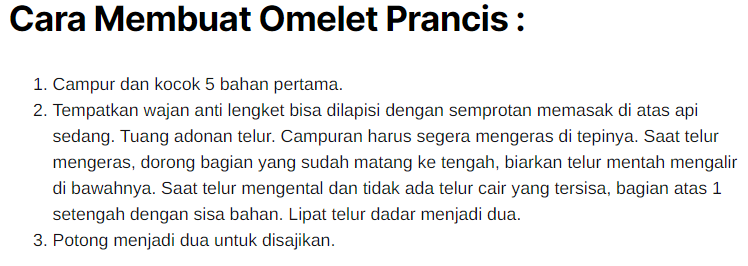 Cara Membuat Omelet Prancis :
1. Campur dan kocok 5 bahan pertama.
2. Tempatkan wajan anti lengket bisa dilapisi dengan semprotan memasak di atas api
sedang. Tuang adonan telur. Campuran harus segera mengeras di tepinya. Saat telur
mengeras, dorong bagian yang sudah matang ke tengah, biarkan telur mentah mengalir
di bawahnya. Saat telur mengental dan tidak ada telur cair yang tersisa, bagian atas 1
setengah dengan sisa bahan. Lipat telur dadar menjadi dua.
3. Potong menjadi dua untuk disajikan.